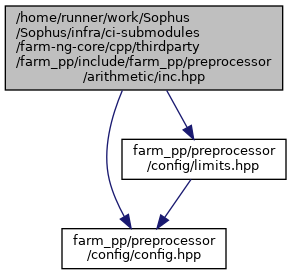 /home/runner/work/Sophus
/Sophus/infra/ci-submodules
/farm-ng-core/cpp/thirdparty
/farm_pp/include/farm_pp/preprocessor
/arithmetic/inc.hpp
farm_pp/preprocessor
/config/limits.hpp
farm_pp/preprocessor
/config/config.hpp